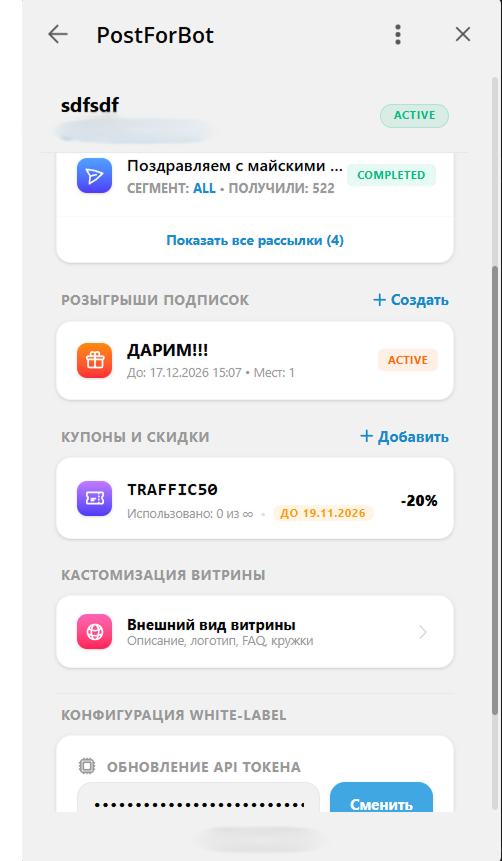 PostForBot
sdfsdf
ACTIVE
Поздравляем с майскими ...
COMPLETED
СЕГМЕНТ: ALL • ПОЛУЧИЛИ: 522
Показать все рассылки (4)
РОЗЫГРЫШИ ПОДПИСОК
+ Создать
ДАРИМ!!!
До: 17.12.2026 15:07 • Мест: 1
ACTIVE
КУПОНЫ И СКИДКИ
+ Добавить
TRAFFIC50
Использовано: 0 из ∞ • ДО 19.11.2026
-20%
КАСТОМИЗАЦИЯ ВИТРИНЫ
Внешний вид витрины
Описание, логотип, FAQ, кружки
КОНФИГУРАЦИЯ WHITE-LABEL
ОБНОВЛЕНИЕ API ТОКЕНА
Сменить